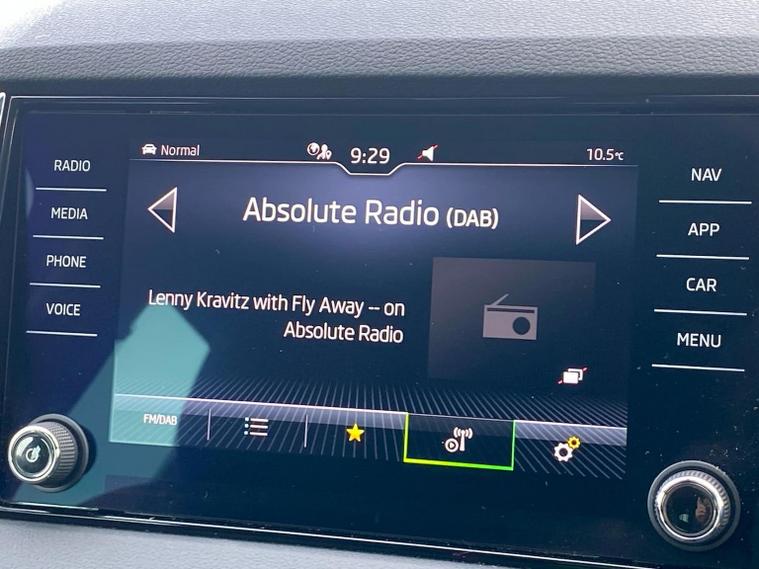 Normal
9:29
10.5°C
RADIO
MEDIA
PHONE
VOICE
Absolute Radio (DAB)
Lenny Kravitz with Fly Away -- on
Absolute Radio
FM/DAB
NAV
APP
CAR
MENU